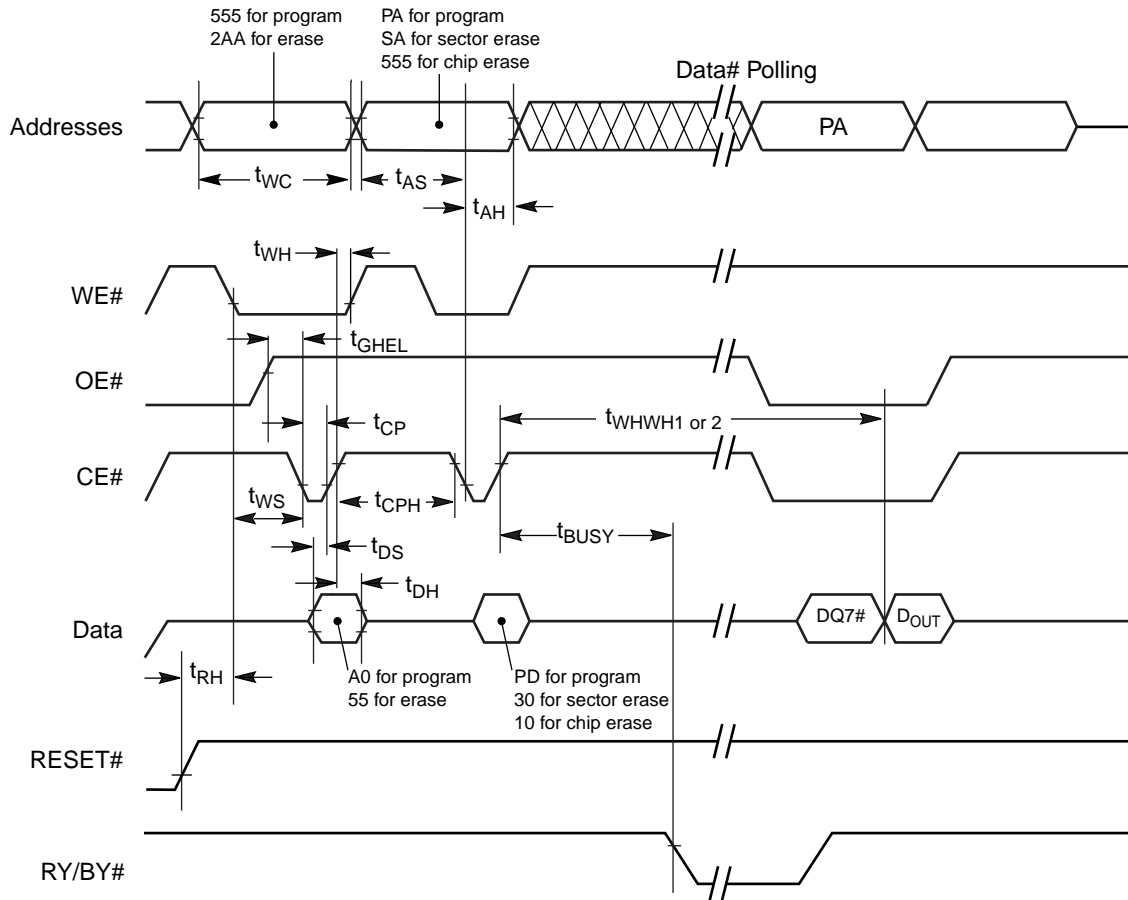 555 for program
2AA for erase
PA for program
SA for sector erase
555 for chip erase
Data# Polling
Addresses
PA
tWC
tAS
tAH
tWH
WE#
tGHEL
OE#
tWHWH1 or 2
tCP
CE#
tWS
tCPH
tBUSY
tDS
tDH
Data
DQ7#
DOUT
tRH
A0 for program
55 for erase
PD for program
30 for sector erase
10 for chip erase
RESET#
RY/BY#